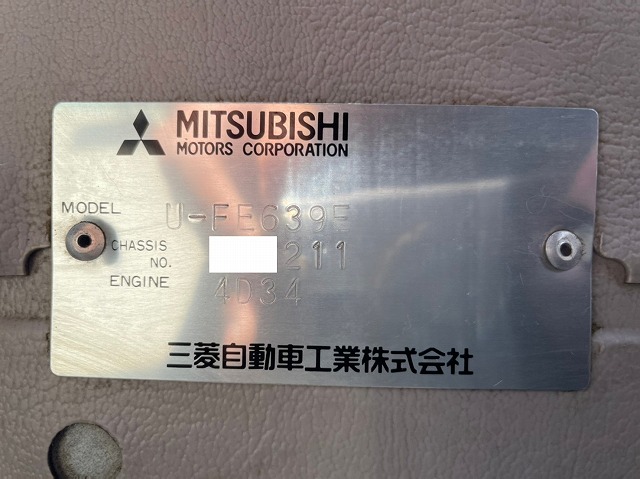 MITSUBISHI
MOTORS CORPORATION
MODEL U-FE639E
CHASSIS NO. 211
ENGINE 4D34
三菱自動車工業株式会社